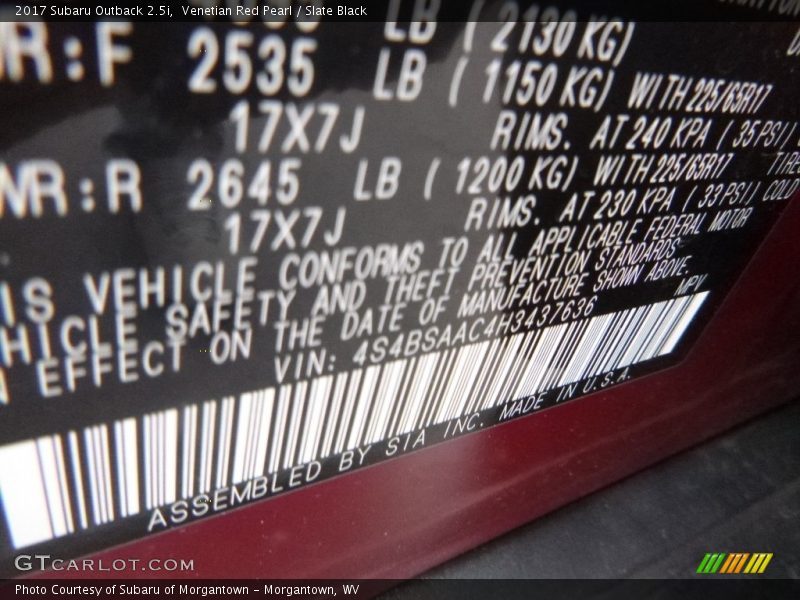 2017 Subaru Outback 2.5i, Venetian Red Pearl / Slate Black
LB ( 2130 KG)
MR:F 2535 LB ( 1150 KG) WITH 225/65R17
17X7J RIMS. AT 240 KPA ( 35 PSI)
MR:R 2645 LB ( 1200 KG) WITH 225/65R17 TIRE
17X7J RIMS. AT 230 KPA ( 33 PSI) COLD
IS VEHICLE CONFORMS TO ALL APPLICABLE FEDERAL MOTOR
HICLE SAFETY AND THEFT PREVENTION STANDARDS
EFFECT ON THE DATE OF MANUFACTURE SHOWN ABOVE.
VIN: 4S4BSAAC4H3437636 MPV
ASSEMBLED BY SIA INC. MADE IN U.S.A.
GTCARLOT.COM
Photo Courtesy of Subaru of Morgantown - Morgantown, WV